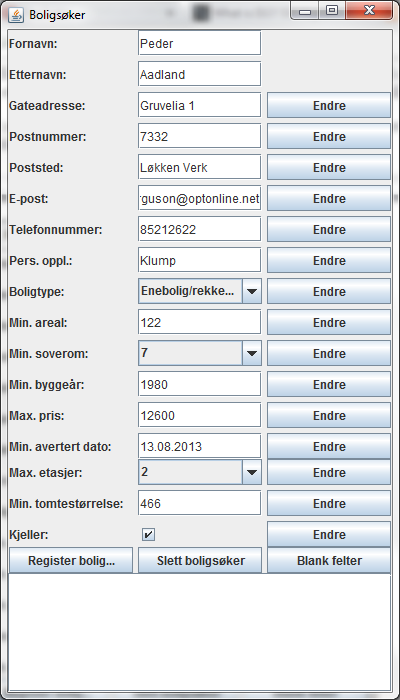 Boligsøker
Fornavn: Peder
Etternavn: Aadland
Gateadresse: Gruvelia 1 Endre
Postnummer: 7332 Endre
Poststed: Løkken Verk Endre
E-post: guson@optonline.net Endre
Telefonnummer: 85212622 Endre
Pers. oppl.: Klump Endre
Boligtype: Enebolig/rekke... Endre
Min. areal: 122 Endre
Min. soverom: 7 Endre
Min. byggeår: 1980 Endre
Max. pris: 12600 Endre
Min. avertert dato: 13.08.2013 Endre
Max. etasjer: 2 Endre
Min. tomtestørrelse: 466 Endre
Kjeller: Endre
Register bolig... Slett boligsøker Blank felter